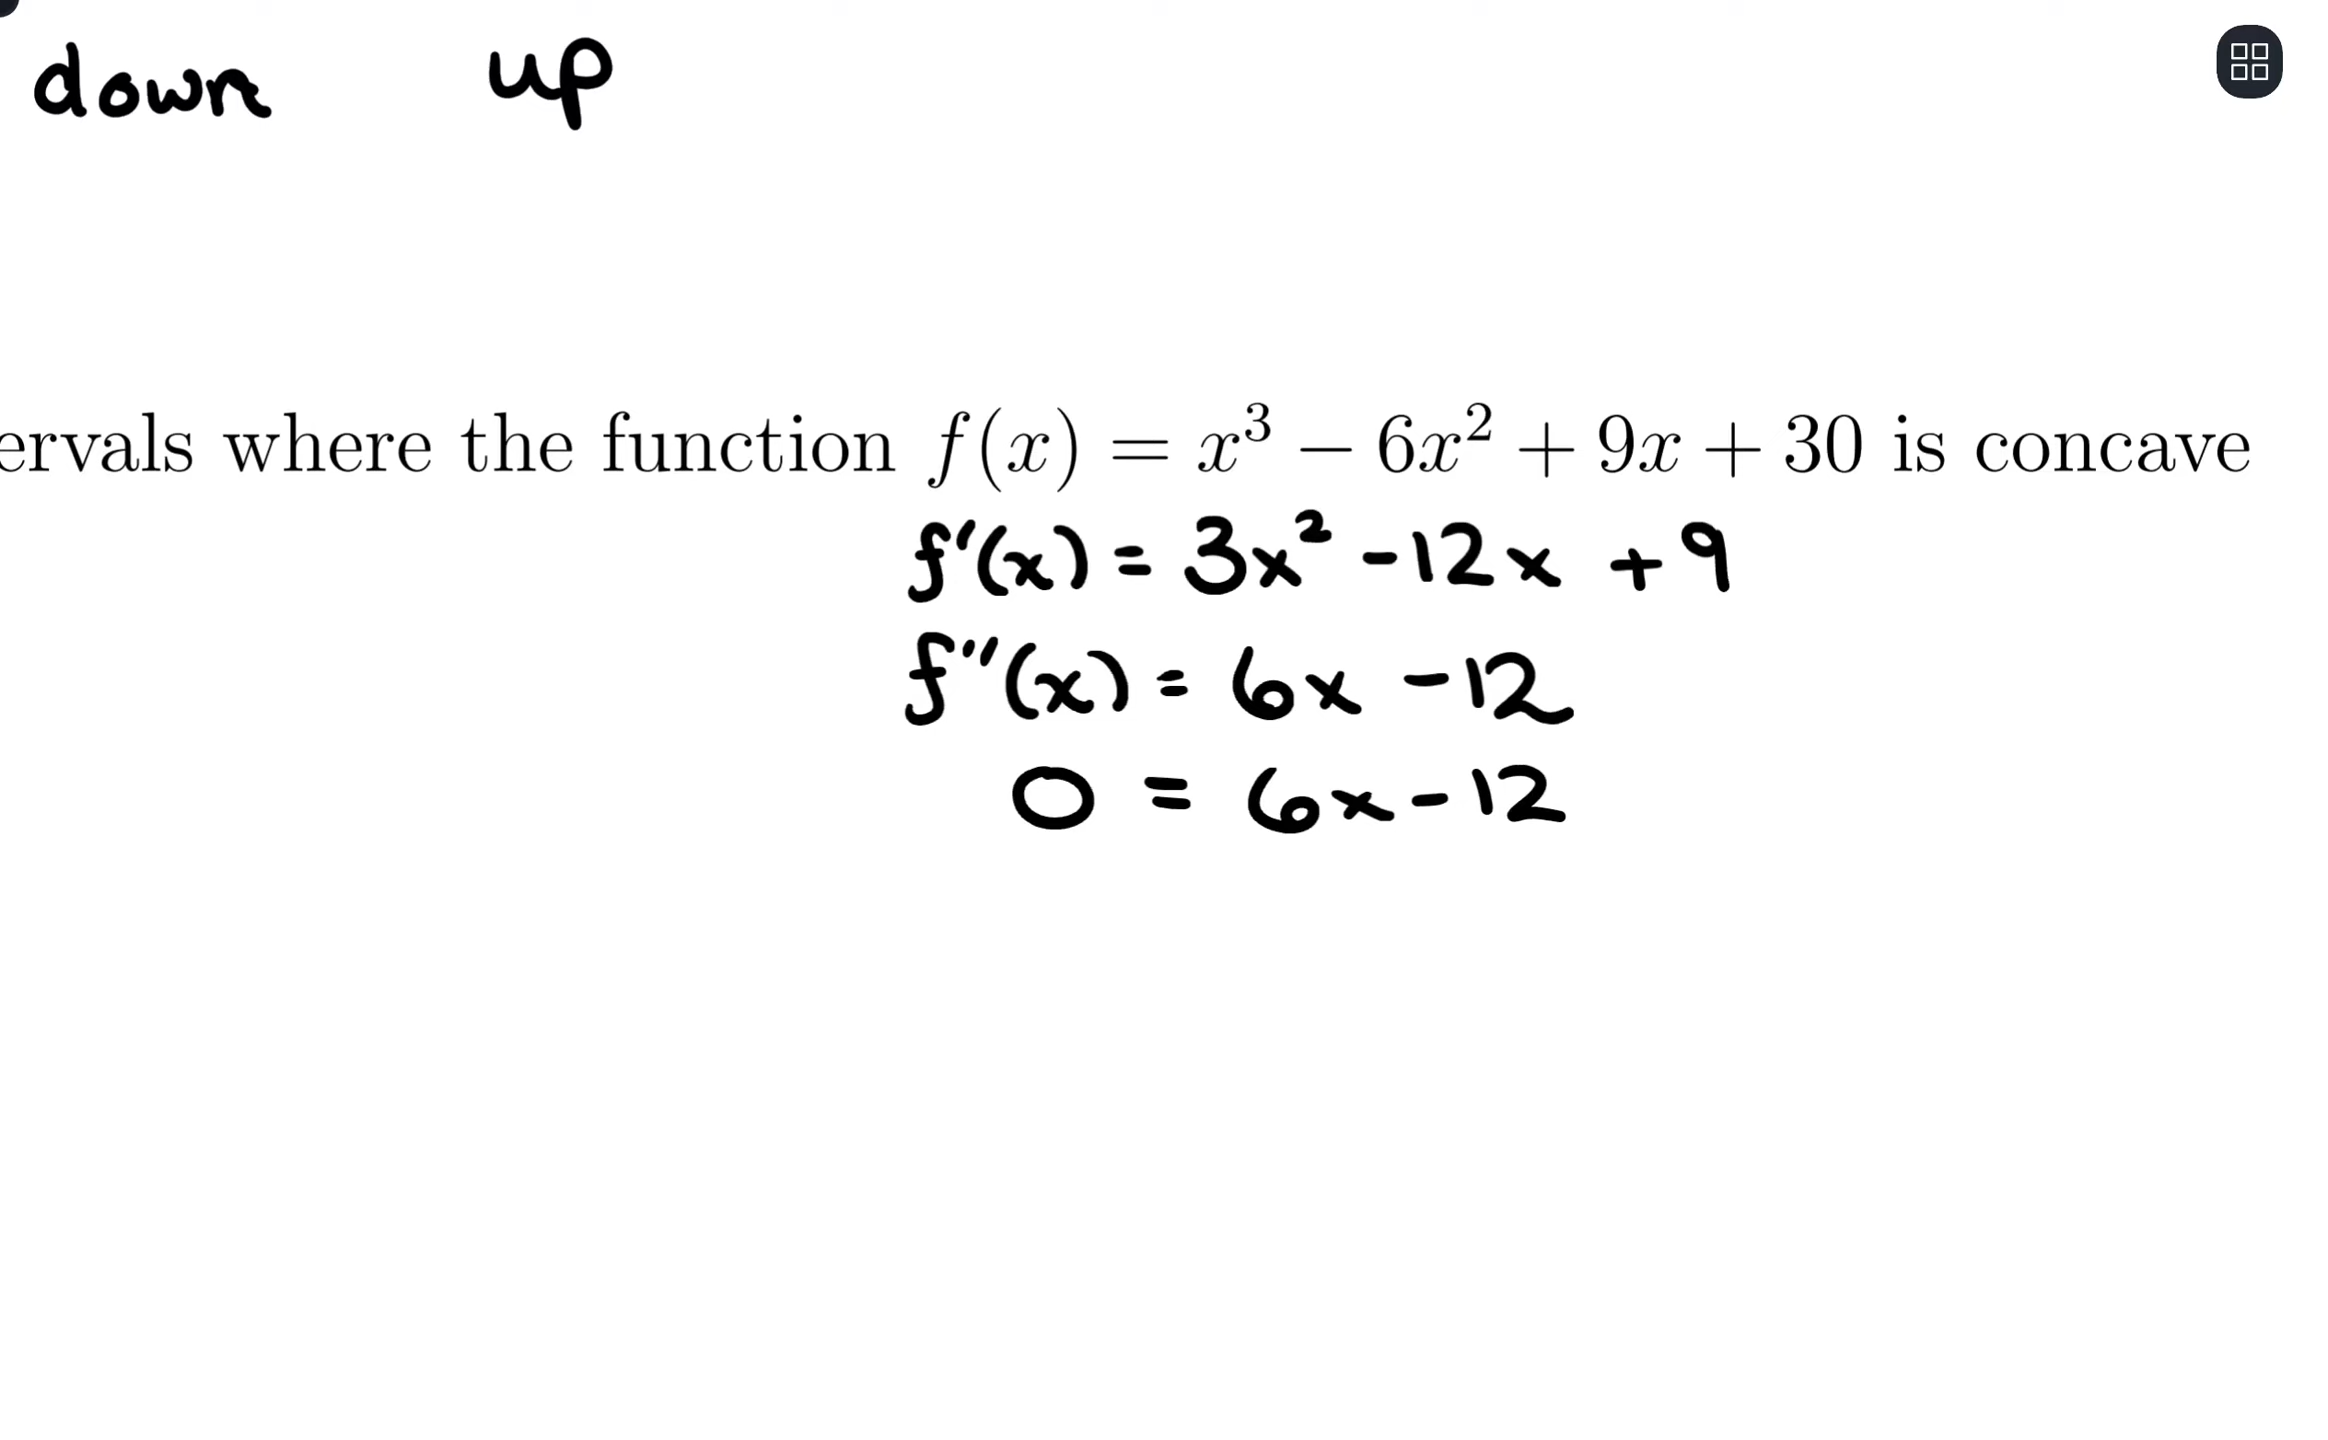 down up
ervals where the function f(x) = x³ − 6x² + 9x + 30 is concave
f'(x) = 3x² - 12x + 9
f''(x) = 6x - 12
0 = 6x - 12